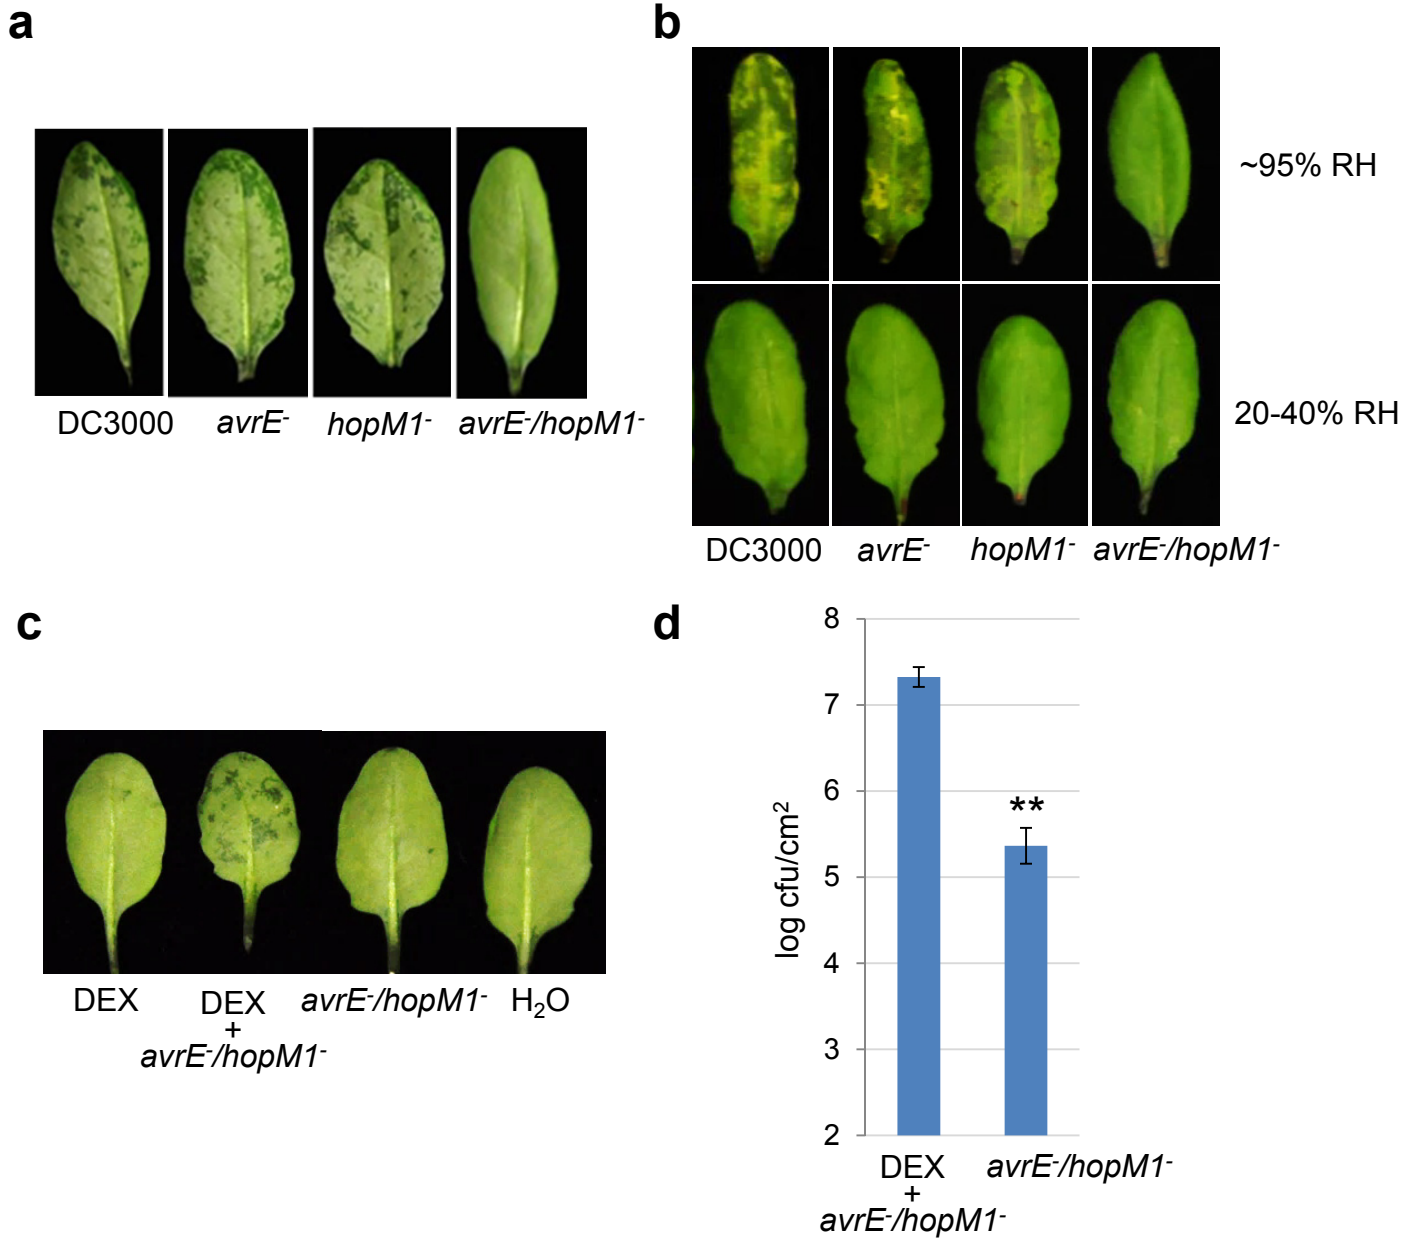 a
DC3000 avrE⁻ hopM1⁻ avrE⁻/hopM1⁻
b
~95% RH
20-40% RH
DC3000 avrE⁻ hopM1⁻ avrE⁻/hopM1⁻
c
DEX DEX avrE⁻/hopM1⁻ H₂O
+
avrE⁻/hopM1⁻
d
log cfu/cm²
8
7
6
5
4
3
2
**
DEX avrE⁻/hopM1⁻
+
avrE⁻/hopM1⁻